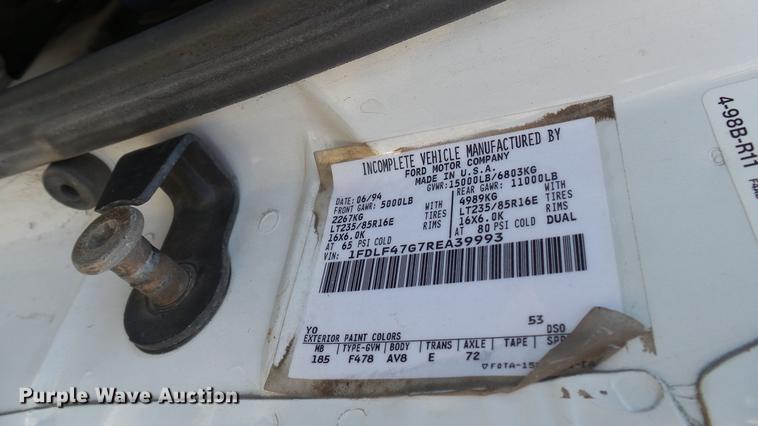 INCOMPLETE VEHICLE MANUFACTURED BY
FORD MOTOR COMPANY
MADE IN U.S.A.
DATE: 06/94 GVWR:15000LB/6803KG
FRONT GAWR: 5000LB REAR GAWR: 11000LB
2267KG WITH 4989KG WITH
LT235/85R16E TIRES LT235/85R16E TIRES
16X6.0K RIMS 16X6.0K RIMS
AT 65 PSI COLD AT 80 PSI COLD DUAL
VIN: 1FDLF47G7REA39993
YO 53
EXTERIOR PAINT COLORS DSO
WB TYPE-GVM BODY TRANS AXLE TAPE
185 F478 AV8 E 72
4-98B-R11
Purple Wave Auction